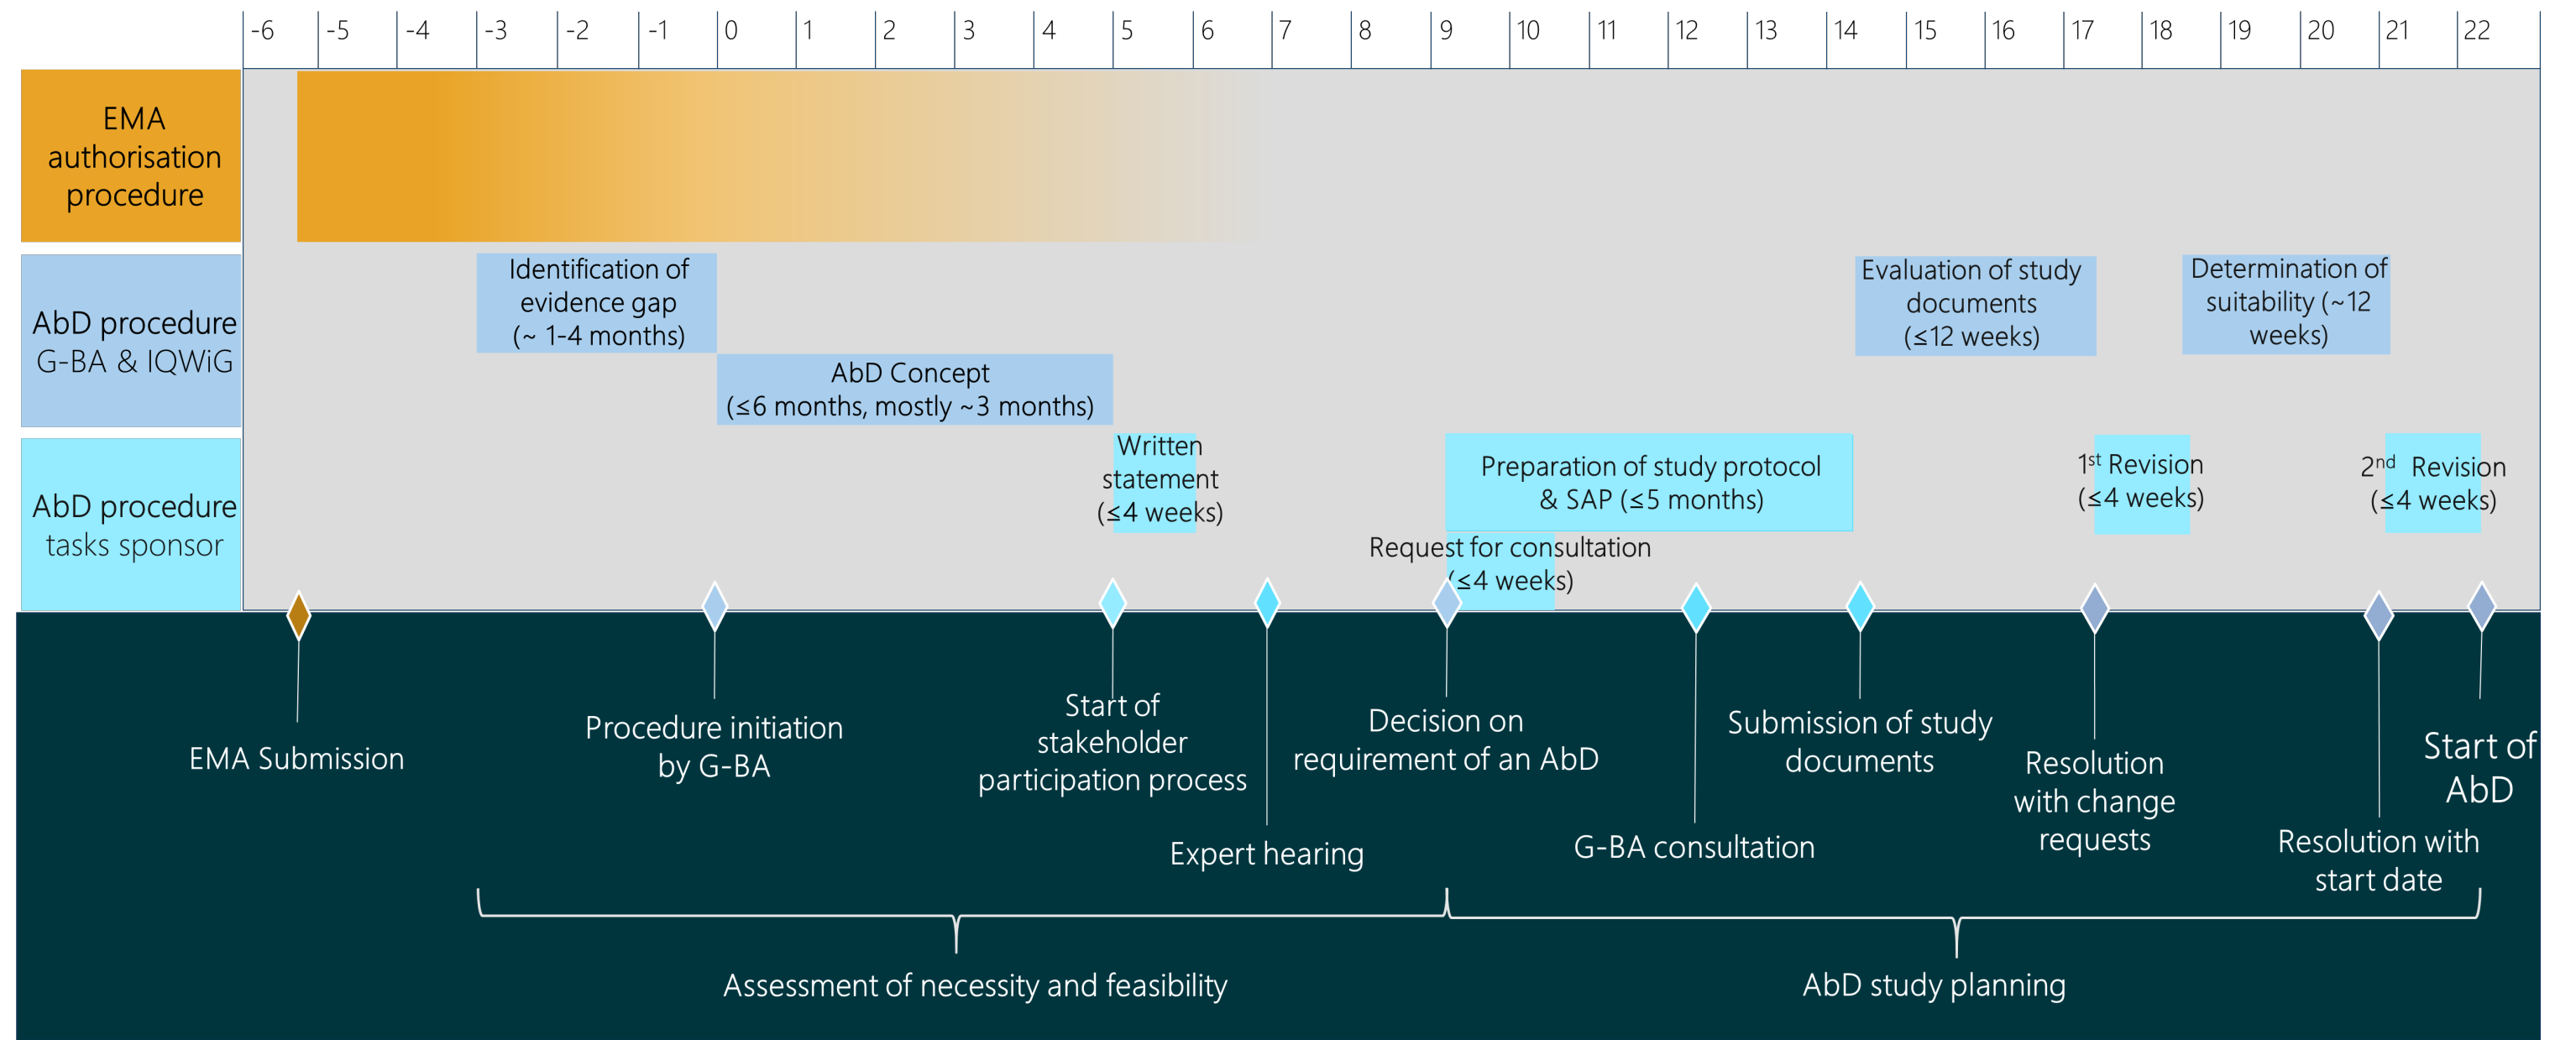 -6 -5 -4 -3 -2 -1 0 1 2 3 4 5 6 7 8 9 10 11 12 13 14 15 16 17 18 19 20 21 22
EMA
authorisation
procedure
AbD procedure
G-BA & IQWiG
Identification of
evidence gap
(~ 1-4 months)
AbD Concept
(≤6 months, mostly ~3 months)
Evaluation of study
documents
(≤12 weeks)
Determination of
suitability (~12
weeks)
AbD procedure
tasks sponsor
Written
statement
(≤4 weeks)
Preparation of study protocol
& SAP (≤5 months)
Request for consultation
(≤4 weeks)
1st Revision
(≤4 weeks)
2nd Revision
(≤4 weeks)
EMA Submission
Procedure initiation
by G-BA
Start of
stakeholder
participation process
Expert hearing
Decision on
requirement of an AbD
G-BA consultation
Submission of study
documents
Resolution
with change
requests
Resolution with
start date
Start of
AbD
Assessment of necessity and feasibility
AbD study planning